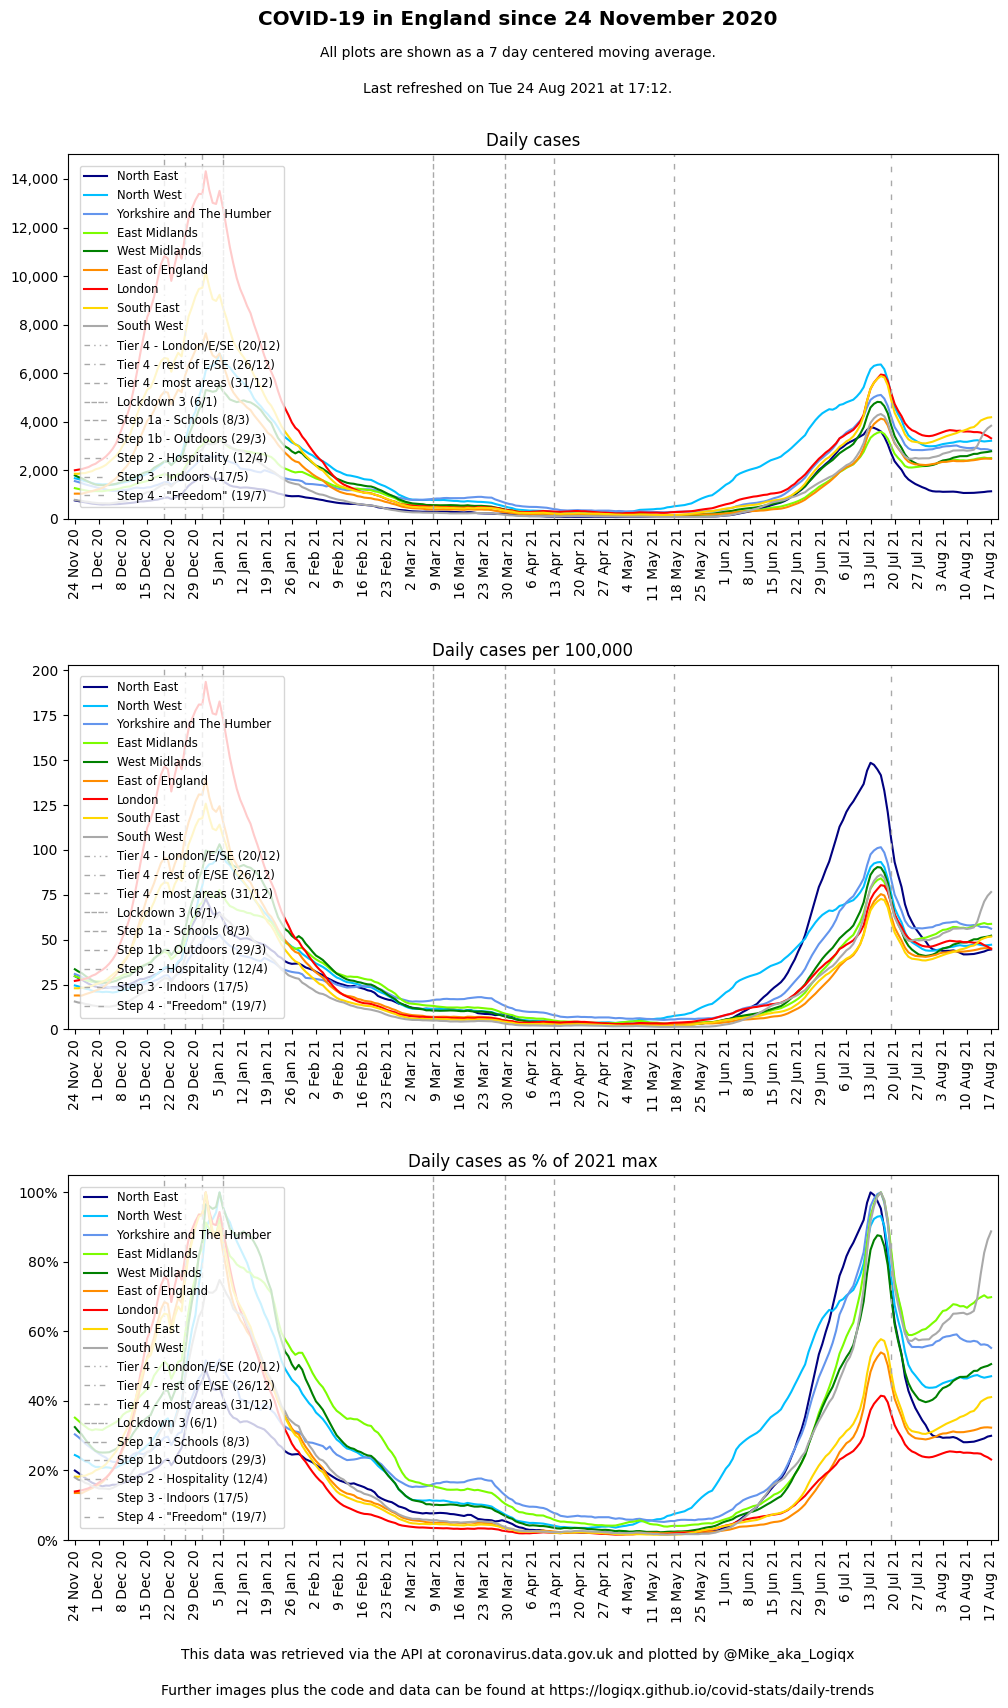 COVID-19 in England since 24 November 2020
All plots are shown as a 7 day centered moving average.
Last refreshed on Tue 24 Aug 2021 at 17:12.
Daily cases
14,000
12,000
10,000
8,000
6,000
4,000
2,000
0
North East
North West
Yorkshire and The Humber
East Midlands
West Midlands
East of England
London
South East
South West
Tier 4 - London/E/SE (20/12)
Tier 4 - rest of E/SE (26/12)
Tier 4 - most areas (31/12)
Lockdown 3 (6/1)
Step 1a - Schools (8/3)
Step 1b - Outdoors (29/3)
Step 2 - Hospitality (12/4)
Step 3 - Indoors (17/5)
Step 4 - "Freedom" (19/7)
24 Nov 20
1 Dec 20
8 Dec 20
15 Dec 20
22 Dec 20
29 Dec 20
5 Jan 21
12 Jan 21
19 Jan 21
26 Jan 21
2 Feb 21
9 Feb 21
16 Feb 21
23 Feb 21
2 Mar 21
9 Mar 21
16 Mar 21
23 Mar 21
30 Mar 21
6 Apr 21
13 Apr 21
20 Apr 21
27 Apr 21
4 May 21
11 May 21
18 May 21
25 May 21
1 Jun 21
8 Jun 21
15 Jun 21
22 Jun 21
29 Jun 21
6 Jul 21
13 Jul 21
20 Jul 21
27 Jul 21
3 Aug 21
10 Aug 21
17 Aug 21
Daily cases per 100,000
200
175
150
125
100
75
50
25
0
North East
North West
Yorkshire and The Humber
East Midlands
West Midlands
East of England
London
South East
South West
Tier 4 - London/E/SE (20/12)
Tier 4 - rest of E/SE (26/12)
Tier 4 - most areas (31/12)
Lockdown 3 (6/1)
Step 1a - Schools (8/3)
Step 1b - Outdoors (29/3)
Step 2 - Hospitality (12/4)
Step 3 - Indoors (17/5)
Step 4 - "Freedom" (19/7)
24 Nov 20
1 Dec 20
8 Dec 20
15 Dec 20
22 Dec 20
29 Dec 20
5 Jan 21
12 Jan 21
19 Jan 21
26 Jan 21
2 Feb 21
9 Feb 21
16 Feb 21
23 Feb 21
2 Mar 21
9 Mar 21
16 Mar 21
23 Mar 21
30 Mar 21
6 Apr 21
13 Apr 21
20 Apr 21
27 Apr 21
4 May 21
11 May 21
18 May 21
25 May 21
1 Jun 21
8 Jun 21
15 Jun 21
22 Jun 21
29 Jun 21
6 Jul 21
13 Jul 21
20 Jul 21
27 Jul 21
3 Aug 21
10 Aug 21
17 Aug 21
Daily cases as % of 2021 max
100%
80%
60%
40%
20%
0%
North East
North West
Yorkshire and The Humber
East Midlands
West Midlands
East of England
London
South East
South West
Tier 4 - London/E/SE (20/12)
Tier 4 - rest of E/SE (26/12)
Tier 4 - most areas (31/12)
Lockdown 3 (6/1)
Step 1a - Schools (8/3)
Step 1b - Outdoors (29/3)
Step 2 - Hospitality (12/4)
Step 3 - Indoors (17/5)
Step 4 - "Freedom" (19/7)
24 Nov 20
1 Dec 20
8 Dec 20
15 Dec 20
22 Dec 20
29 Dec 20
5 Jan 21
12 Jan 21
19 Jan 21
26 Jan 21
2 Feb 21
9 Feb 21
16 Feb 21
23 Feb 21
2 Mar 21
9 Mar 21
16 Mar 21
23 Mar 21
30 Mar 21
6 Apr 21
13 Apr 21
20 Apr 21
27 Apr 21
4 May 21
11 May 21
18 May 21
25 May 21
1 Jun 21
8 Jun 21
15 Jun 21
22 Jun 21
29 Jun 21
6 Jul 21
13 Jul 21
20 Jul 21
27 Jul 21
3 Aug 21
10 Aug 21
17 Aug 21
This data was retrieved via the API at coronavirus.data.gov.uk and plotted by @Mike_aka_Logiqx
Further images plus the code and data can be found at https://logiqx.github.io/covid-stats/daily-trends